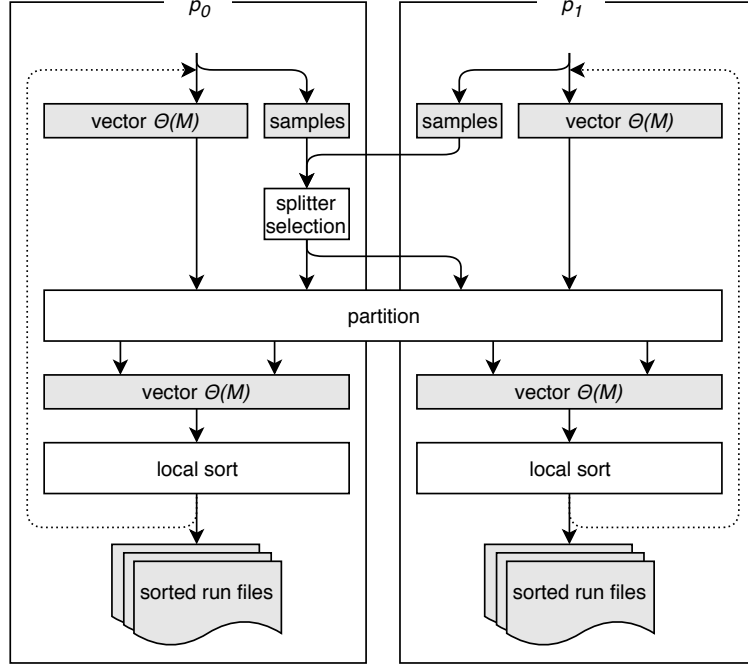 p0 p1
vector Θ(M) samples samples vector Θ(M)
splitter
selection
partition
vector Θ(M) vector Θ(M)
local sort local sort
sorted run files sorted run files